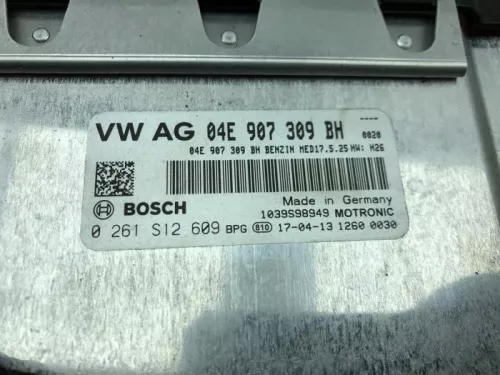 VW AG 04E 907 309 BH ---- 0020
04E 907 309 BH BENZIN MED17.5.25 HW: H26
BOSCH
Made in Germany
1039S98949 MOTRONIC
0 261 S12 609 BPG 810 17-04-13 1260 0030